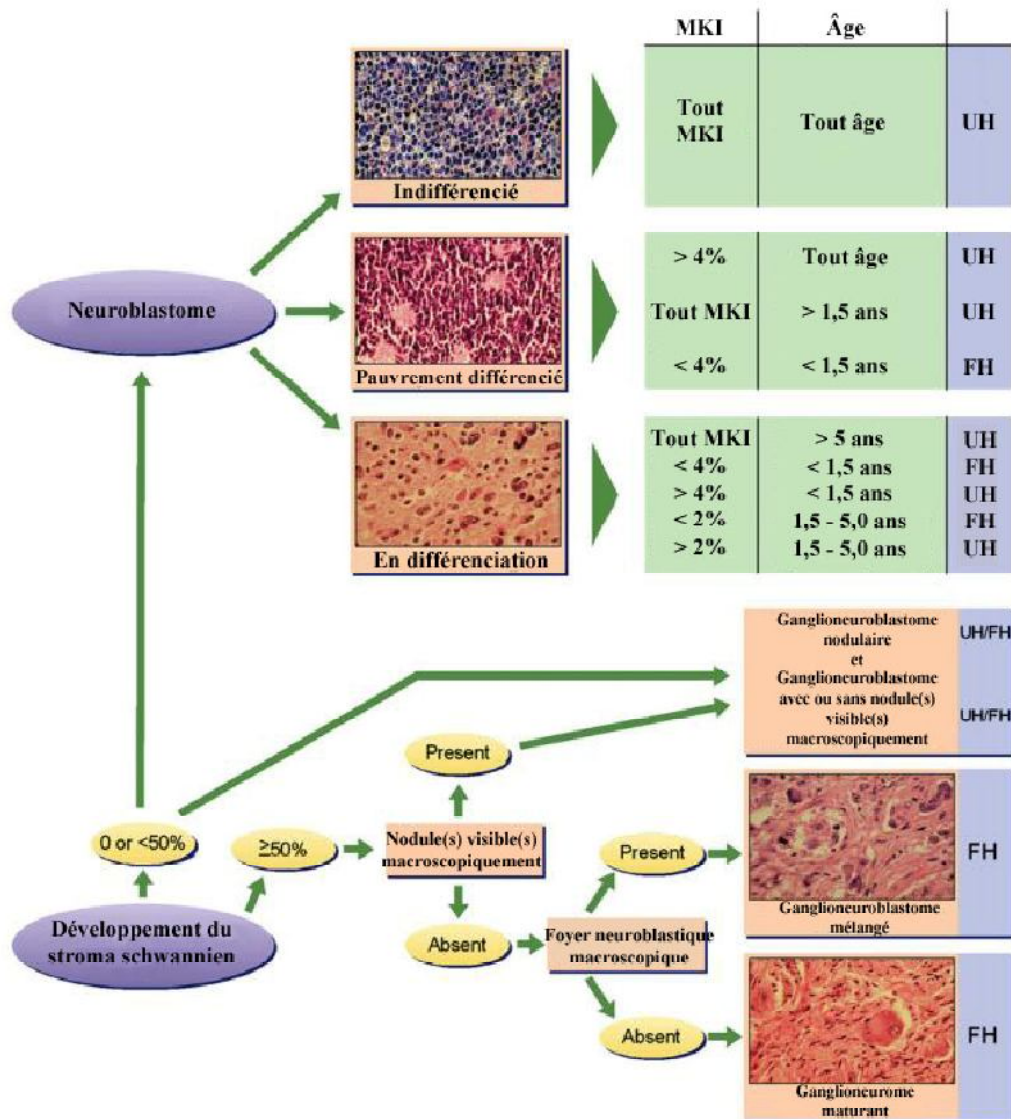 MKI Âge
Tout
MKI
Tout âge
UH
Indifférencié
> 4% Tout âge UH
Tout MKI > 1,5 ans UH
< 4% < 1,5 ans FH
Neuroblastome
Pauvrement différencié
Tout MKI > 5 ans UH
< 4% < 1,5 ans FH
> 4% < 1,5 ans UH
< 2% 1,5 - 5,0 ans FH
> 2% 1,5 - 5,0 ans UH
En différenciation
Ganglioneuroblastome
nodulaire
et
Ganglioneuroblastome
avec ou sans nodule(s)
visible(s)
macroscopiquement
UH/FH
UH/FH
Present
0 or <50%
≥50%
Nodule(s) visible(s)
macroscopiquement
Present
FH
Ganglioneuroblastome
mélangé
Développement du
stroma schwannien
Absent
Foyer neuroblastique
macroscopique
Absent
FH
Ganglioneurome
maturant